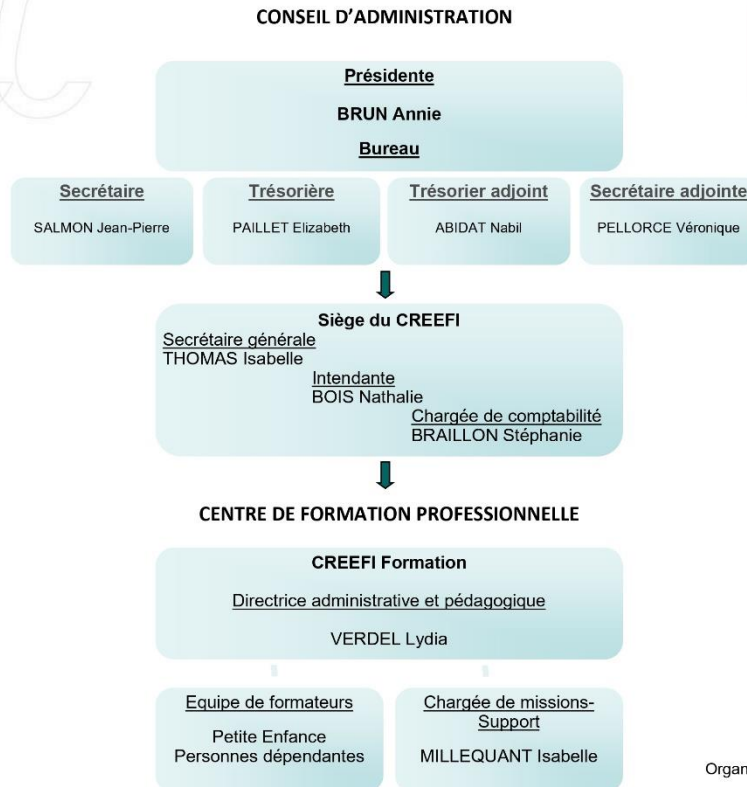 CONSEIL D’ADMINISTRATION
Présidente
BRUN Annie
Bureau
Secrétaire
SALMON Jean-Pierre
Trésorière
PAILLET Elizabeth
Trésorier adjoint
ABIDAT Nabil
Secrétaire adjointe
PELLORCE Véronique
Siège du CREEFI
Secrétaire générale
THOMAS Isabelle
Intendante
BOIS Nathalie
Chargée de comptabilité
BRAILLON Stéphanie
CENTRE DE FORMATION PROFESSIONNELLE
CREEFI Formation
Directrice administrative et pédagogique
VERDEL Lydia
Equipe de formateurs
Petite Enfance
Personnes dépendantes
Chargée de missions-
Support
MILLEQUANT Isabelle
Organ